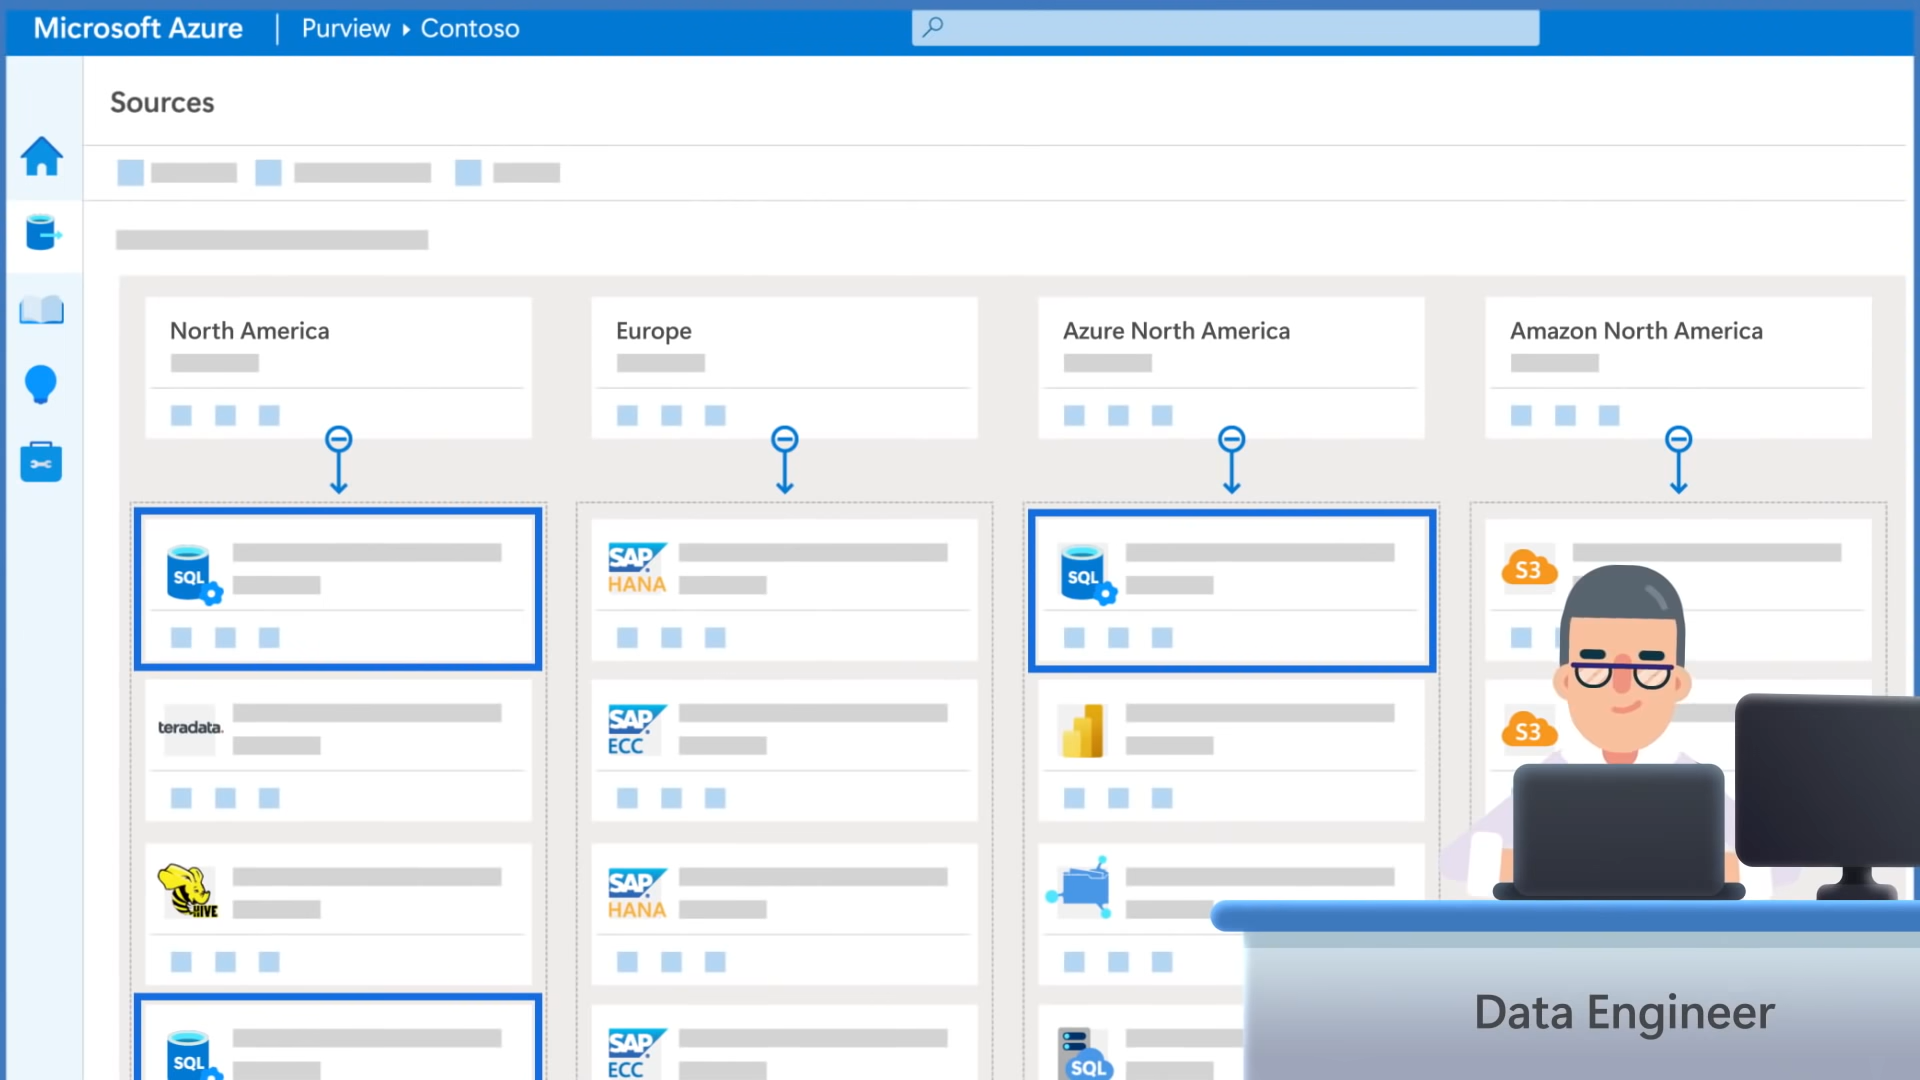 Microsoft Azure
Purview
Contoso
Sources
North America
Europe
Azure North America
Amazon North America
SQL
SAP
HANA
SQL
S3
teradata.
SAP
ECC
S3
HIVE
SAP
HANA
SQL
SAP
ECC
SQL
Data Engineer